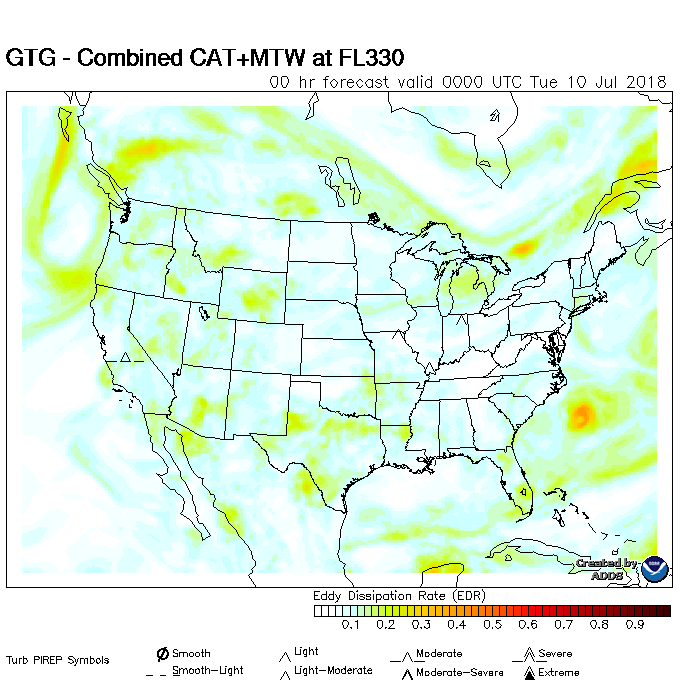 GTG - Combined CAT+MTW at FL330
00 hr forecast valid 0000 UTC Tue 10 Jul 2018
Created by
ADDS
NOAA
Eddy Dissipation Rate (EDR)
0.1 0.2 0.3 0.4 0.5 0.6 0.7 0.8 0.9
Turb PIREP Symbols
Smooth Light Moderate Severe
Smooth-Light Light-Moderate Moderate-Severe Extreme